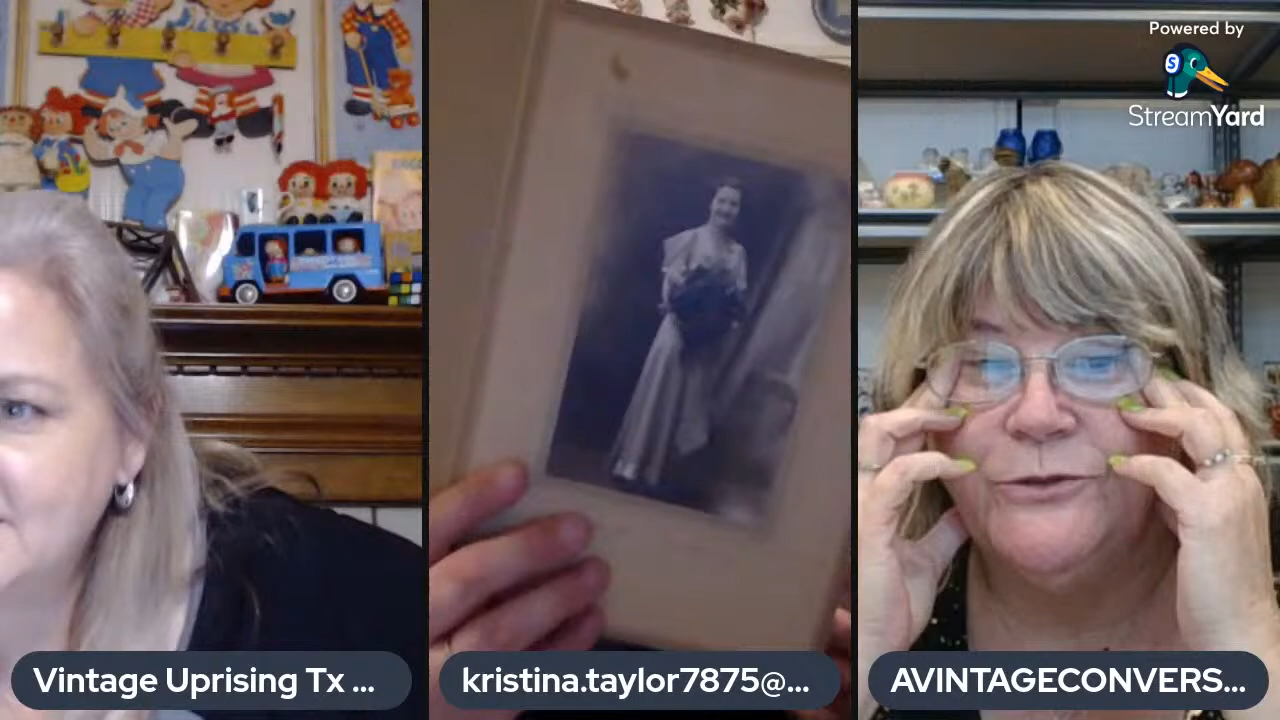 Powered by
S
StreamYard
Vintage Uprising Tx ...
kristina.taylor7875@...
AVINTAGECONVERS...